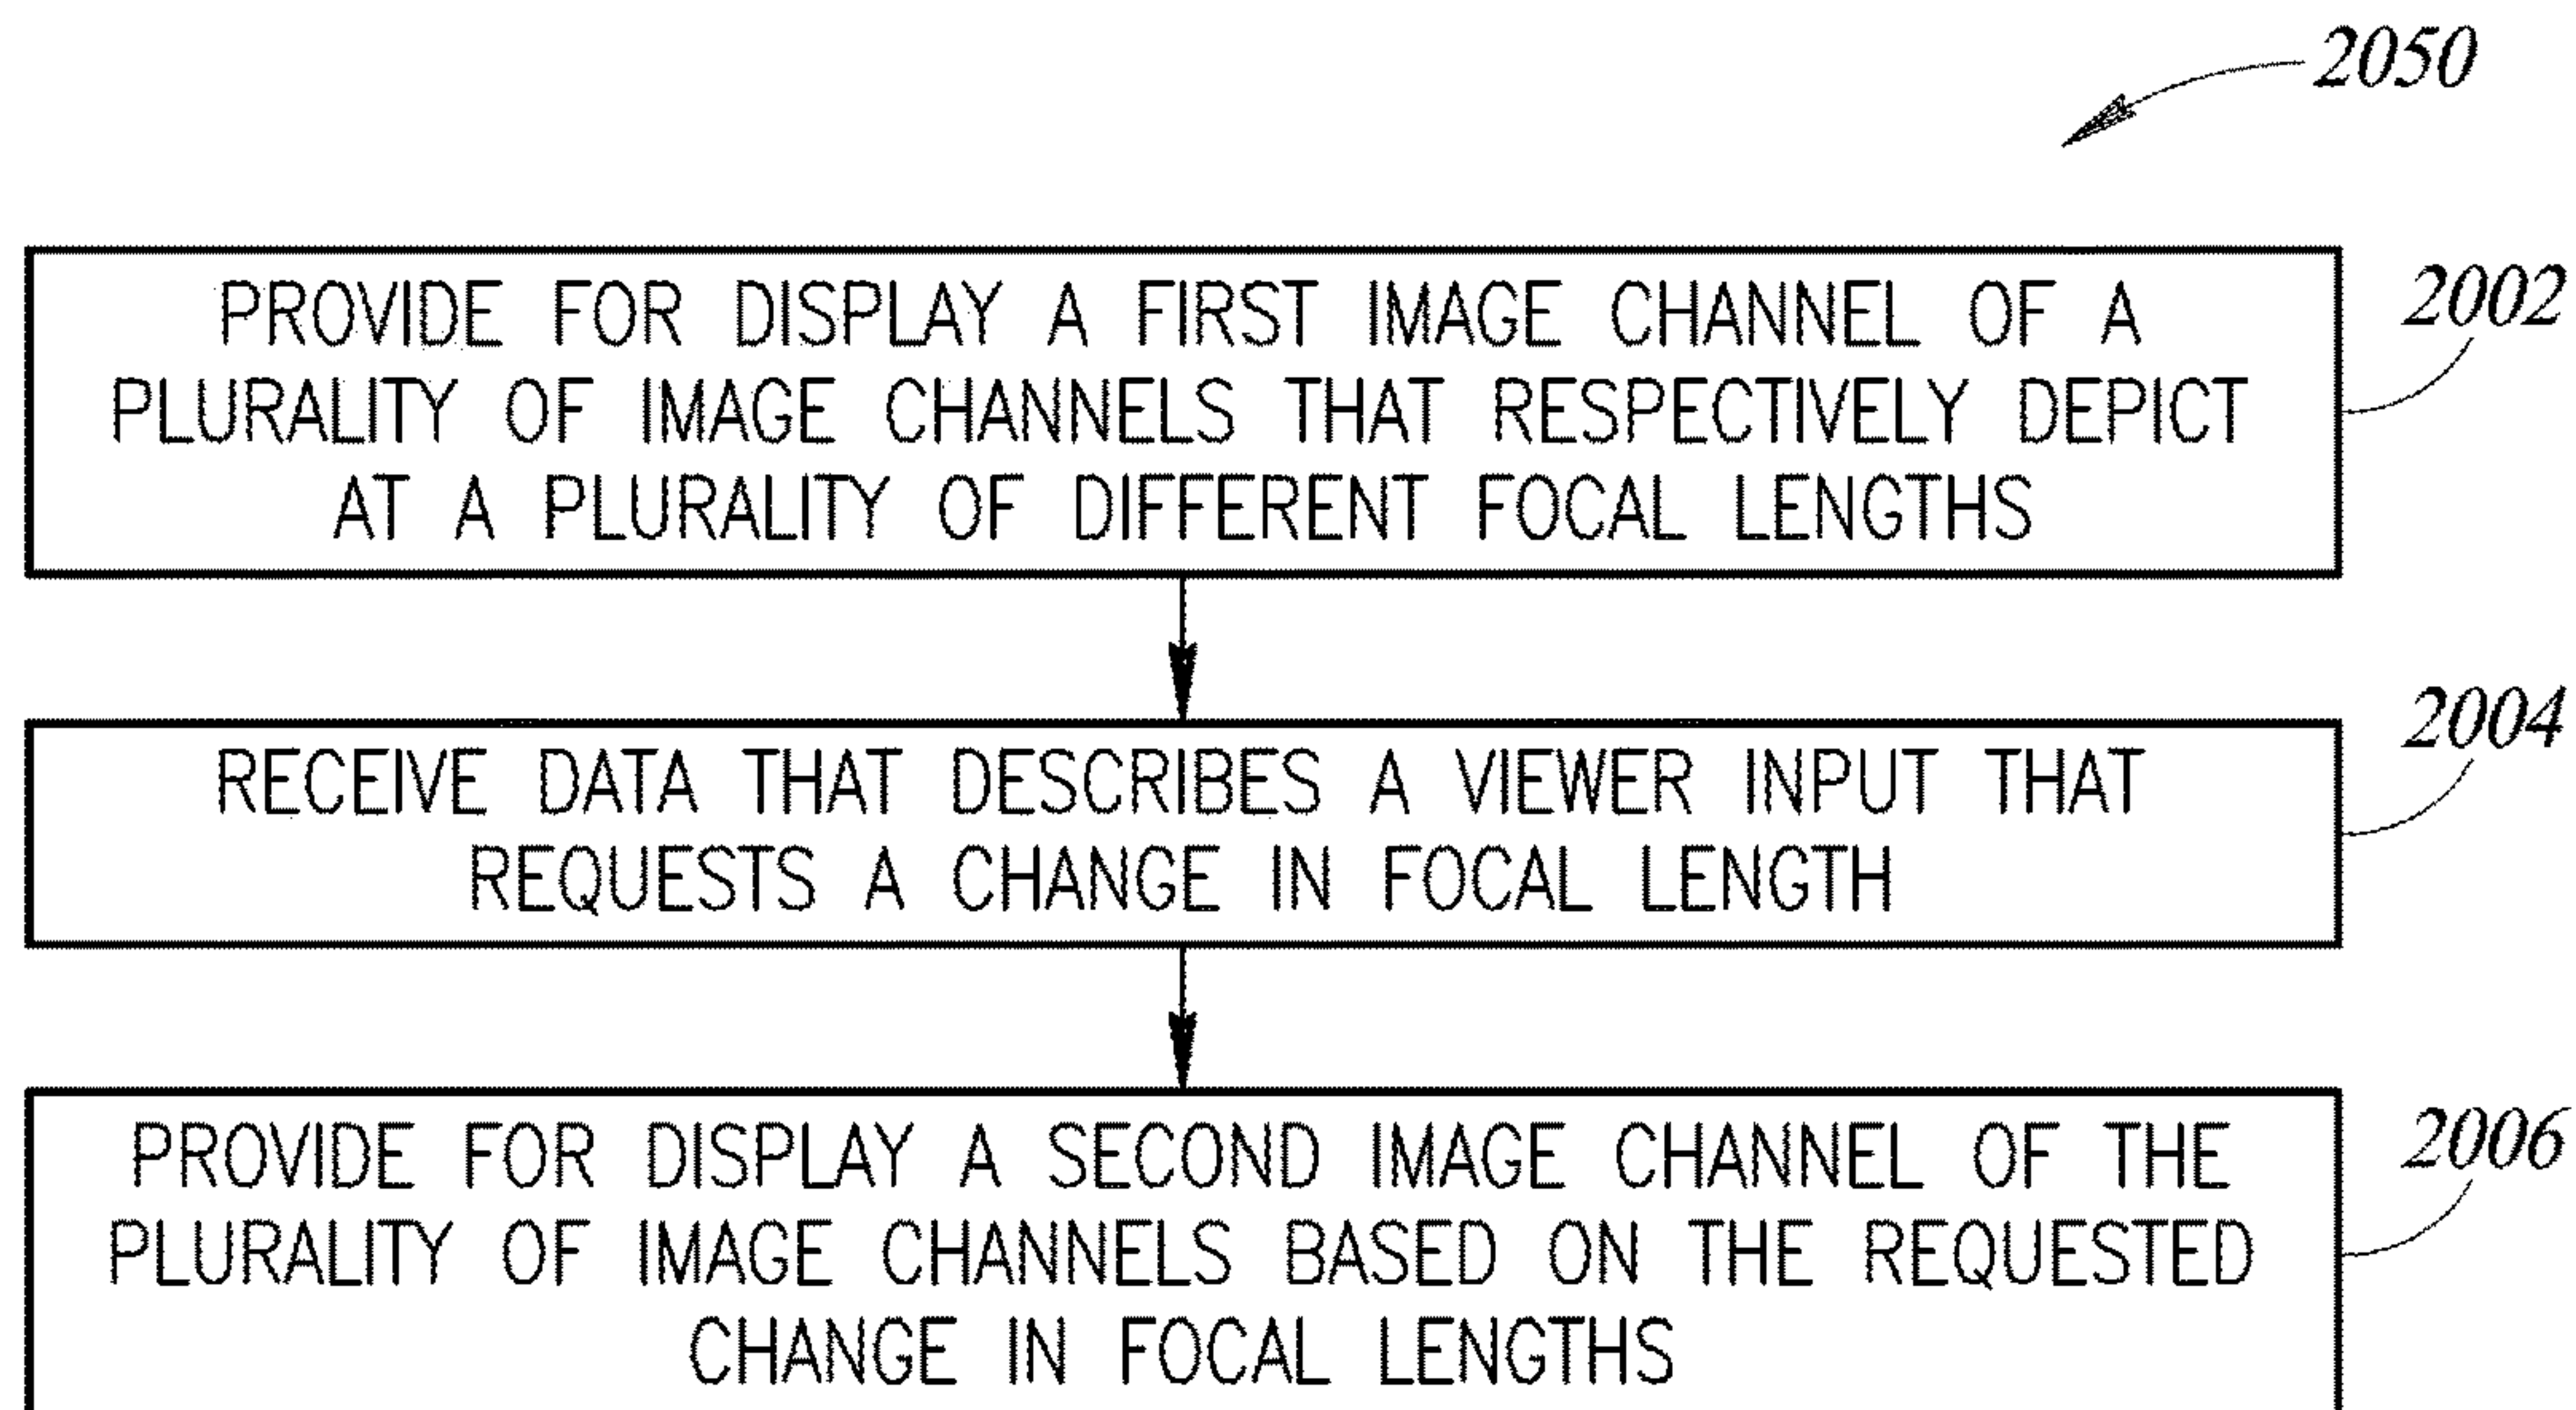 2050
PROVIDE FOR DISPLAY A FIRST IMAGE CHANNEL OF A
PLURALITY OF IMAGE CHANNELS THAT RESPECTIVELY DEPICT
AT A PLURALITY OF DIFFERENT FOCAL LENGTHS
2002
RECEIVE DATA THAT DESCRIBES A VIEWER INPUT THAT
REQUESTS A CHANGE IN FOCAL LENGTH
2004
PROVIDE FOR DISPLAY A SECOND IMAGE CHANNEL OF THE
PLURALITY OF IMAGE CHANNELS BASED ON THE REQUESTED
CHANGE IN FOCAL LENGTHS
2006